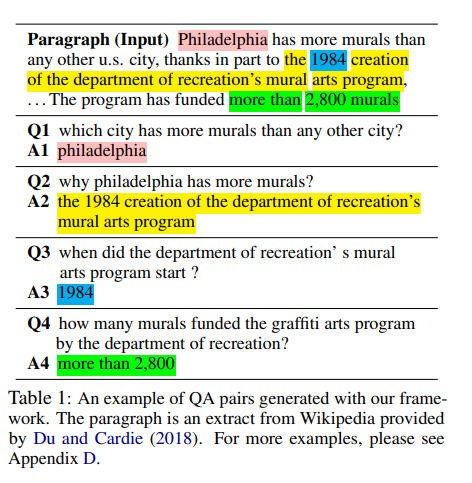 Paragraph (Input) Philadelphia has more murals than
any other u.s. city, thanks in part to the 1984 creation
of the department of recreation's mural arts program,
... The program has funded more than 2,800 murals
Q1 which city has more murals than any other city?
A1 philadelphia
Q2 why philadelphia has more murals?
A2 the 1984 creation of the department of recreation's
mural arts program
Q3 when did the department of recreation' s mural
arts program start ?
A3 1984
Q4 how many murals funded the graffiti arts program
by the department of recreation?
A4 more than 2,800
Table 1: An example of QA pairs generated with our frame-
work. The paragraph is an extract from Wikipedia provided
by Du and Cardie (2018). For more examples, please see
Appendix D.